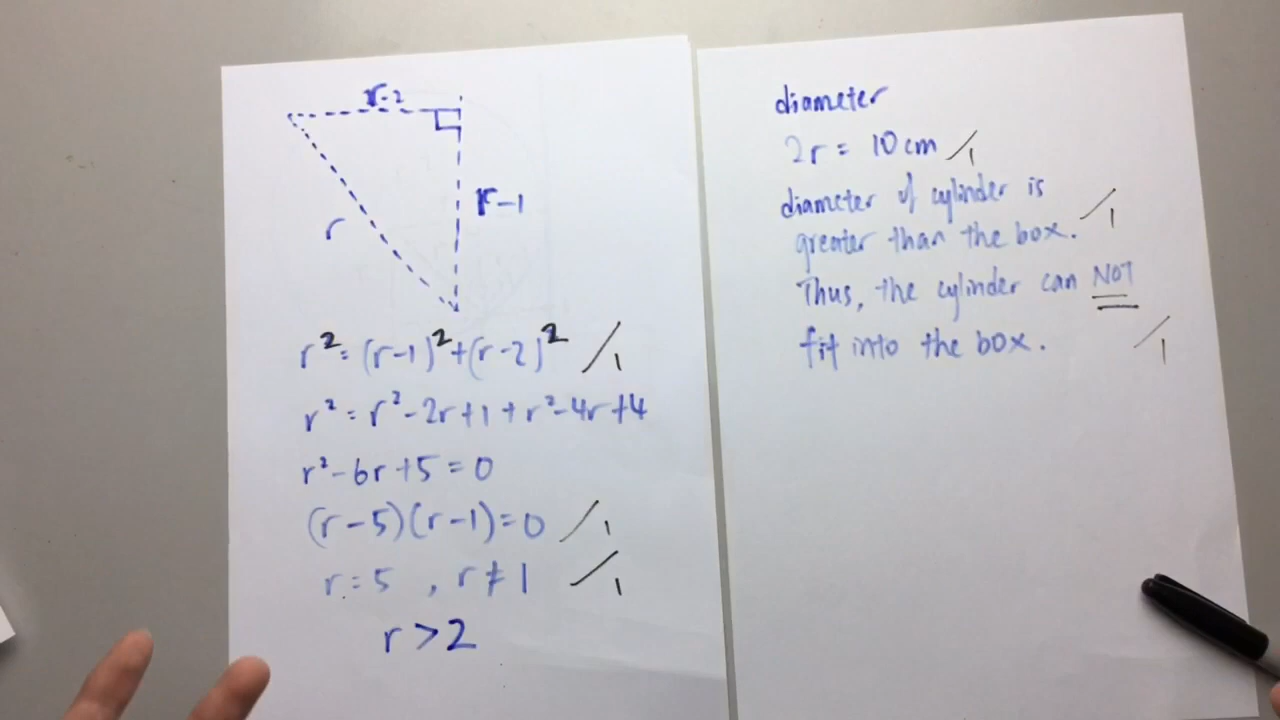 r-2
r-1
r
r² = (r-1)² + (r-2)² /1
r² = r²-2r+1+r²-4r+4
r²-6r+5=0
(r-5)(r-1)=0 /1
r=5 , r≠1 /1
r>2
diameter
2r = 10cm /1
diameter of cylinder is
greater than the box. /1
Thus, the cylinder can NOT
fit into the box. /1